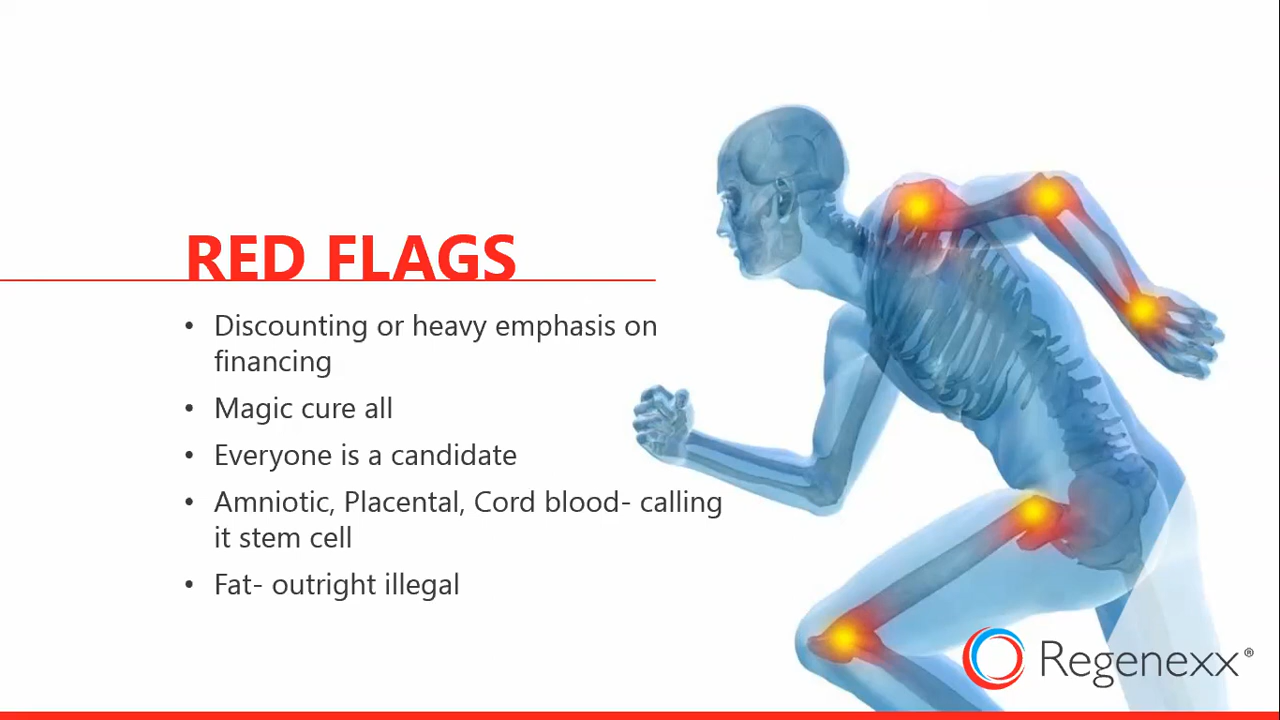 RED FLAGS
• Discounting or heavy emphasis on
financing
• Magic cure all
• Everyone is a candidate
• Amniotic, Placental, Cord blood- calling
it stem cell
• Fat- outright illegal
Regenexx®